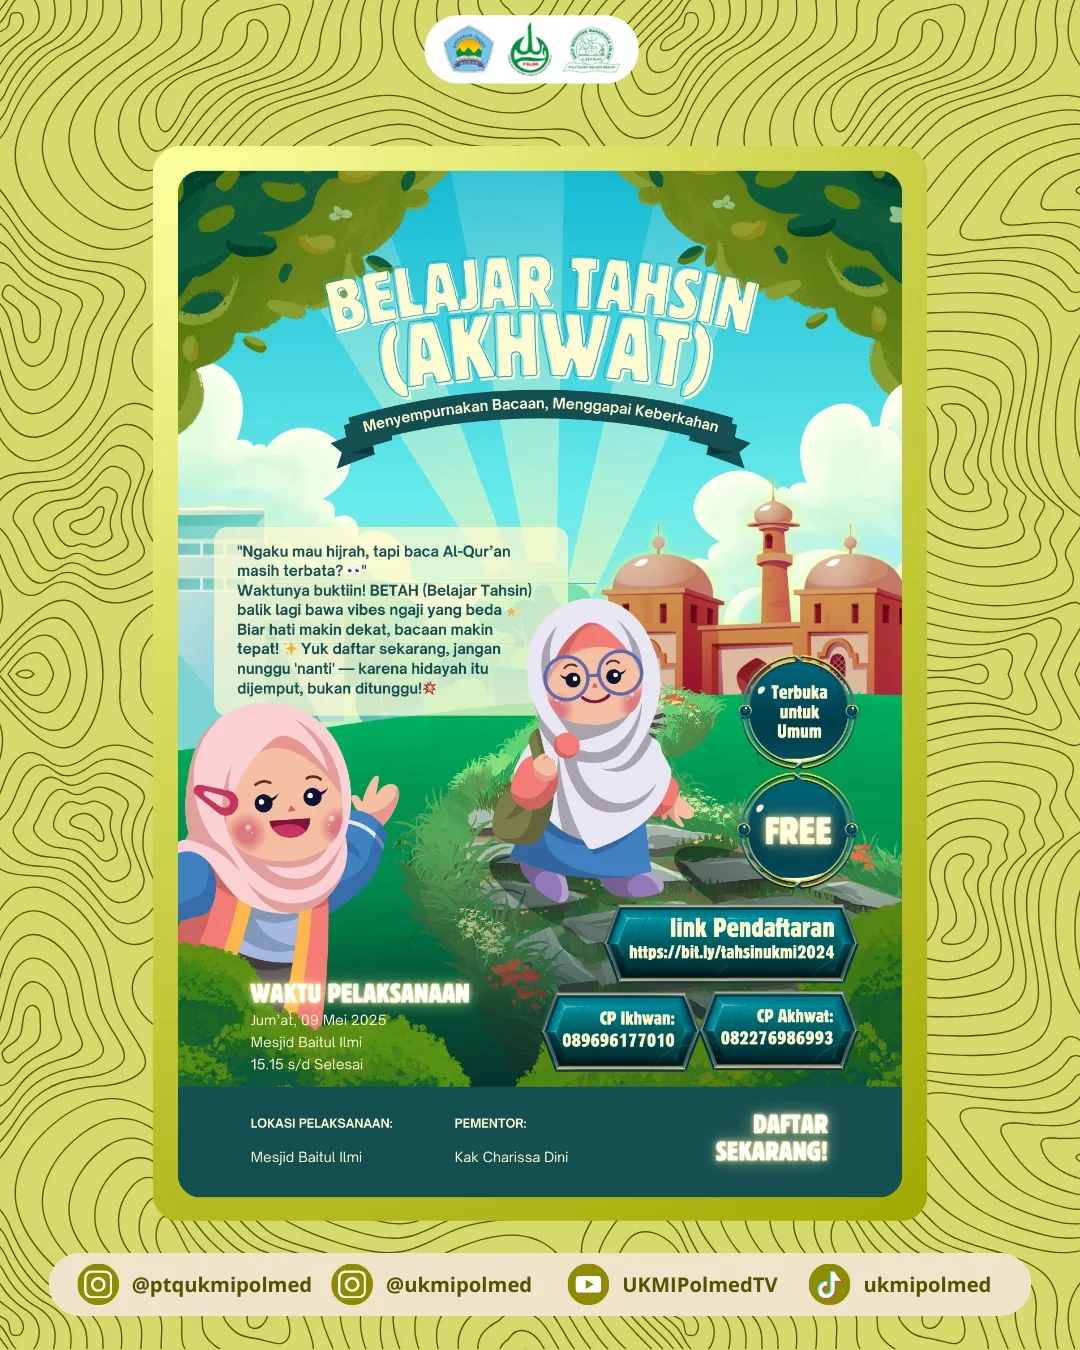 BELAJAR TAHSIN
(AKHWAT)
Menyempurnakan Bacaan, Menggapai Keberkahan
"Ngaku mau hijrah, tapi baca Al-Qur’an
masih terbata? 👀"
Waktunya buktiin! BETAH (Belajar Tahsin)
balik lagi bawa vibes ngaji yang beda ⭐
Biar hati makin dekat, bacaan makin
tepat! ✨ Yuk daftar sekarang, jangan
nunggu 'nanti' — karena hidayah itu
dijemput, bukan ditunggu!💥
Terbuka
untuk
Umum
FREE
link Pendaftaran
https://bit.ly/tahsinukmi2024
CP Ikhwan:
089696177010
CP Akhwat:
082276986993
WAKTU PELAKSANAAN
Jum’at, 09 Mei 2025
Mesjid Baitul Ilmi
15.15 s/d Selesai
LOKASI PELAKSANAAN:
Mesjid Baitul Ilmi
PEMENTOR:
Kak Charissa Dini
DAFTAR
SEKARANG!
@ptqukmipolmed
@ukmipolmed
UKMIPolmedTV
ukmipolmed